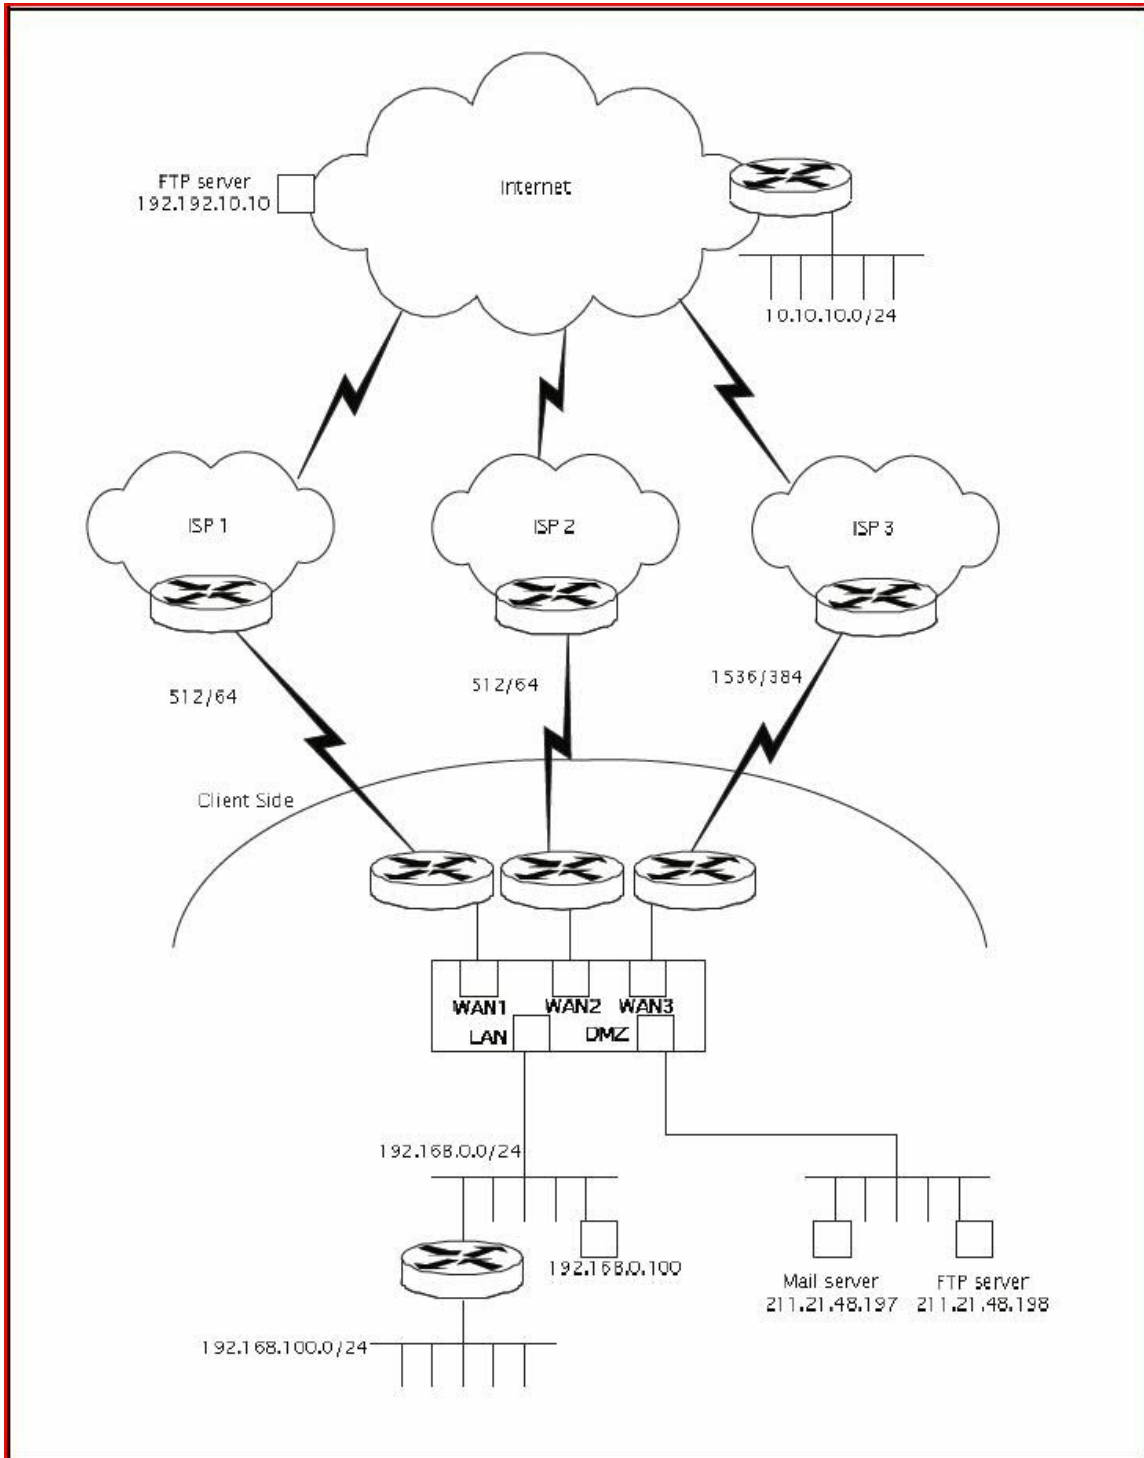 Internet
FTP server
192.192.10.10
10.10.10.0/24
ISP 1
ISP 2
ISP 3
512/64
512/64
1536/384
Client Side
WAN1
WAN2
WAN3
LAN
DMZ
192.168.0.0/24
192.168.0.100
Mail server
211.21.48.197
FTP server
211.21.48.198
192.168.100.0/24